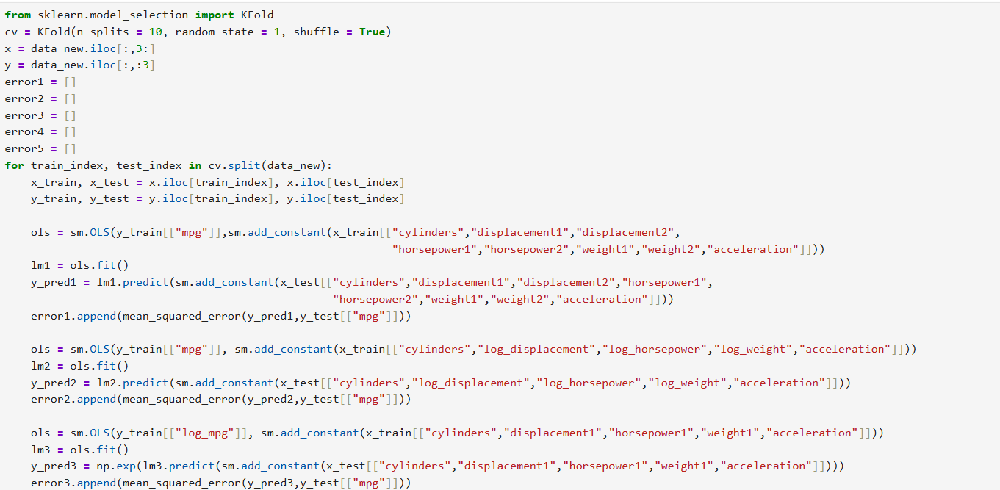 from sklearn.model_selection import KFold
cv = KFold(n_splits = 10, random_state = 1, shuffle = True)
x = data_new.iloc[:,3:]
y = data_new.iloc[:,:3]
error1 = []
error2 = []
error3 = []
error4 = []
error5 = []
for train_index, test_index in cv.split(data_new):
    x_train, x_test = x.iloc[train_index], x.iloc[test_index]
    y_train, y_test = y.iloc[train_index], y.iloc[test_index]

    ols = sm.OLS(y_train[["mpg"]],sm.add_constant(x_train[["cylinders","displacement1","displacement2",
                                                           "horsepower1","horsepower2","weight1","weight2","acceleration"]]))
    lm1 = ols.fit()
    y_pred1 = lm1.predict(sm.add_constant(x_test[["cylinders","displacement1","displacement2","horsepower1",
                                                  "horsepower2","weight1","weight2","acceleration"]]))
    error1.append(mean_squared_error(y_pred1,y_test[["mpg"]]))

    ols = sm.OLS(y_train[["mpg"]], sm.add_constant(x_train[["cylinders","log_displacement","log_horsepower","log_weight","acceleration"]]))
    lm2 = ols.fit()
    y_pred2 = lm2.predict(sm.add_constant(x_test[["cylinders","log_displacement","log_horsepower","log_weight","acceleration"]]))
    error2.append(mean_squared_error(y_pred2,y_test[["mpg"]]))

    ols = sm.OLS(y_train[["log_mpg"]], sm.add_constant(x_train[["cylinders","displacement1","horsepower1","weight1","acceleration"]]))
    lm3 = ols.fit()
    y_pred3 = np.exp(lm3.predict(sm.add_constant(x_test[["cylinders","displacement1","horsepower1","weight1","acceleration"]])))
    error3.append(mean_squared_error(y_pred3,y_test[["mpg"]]))